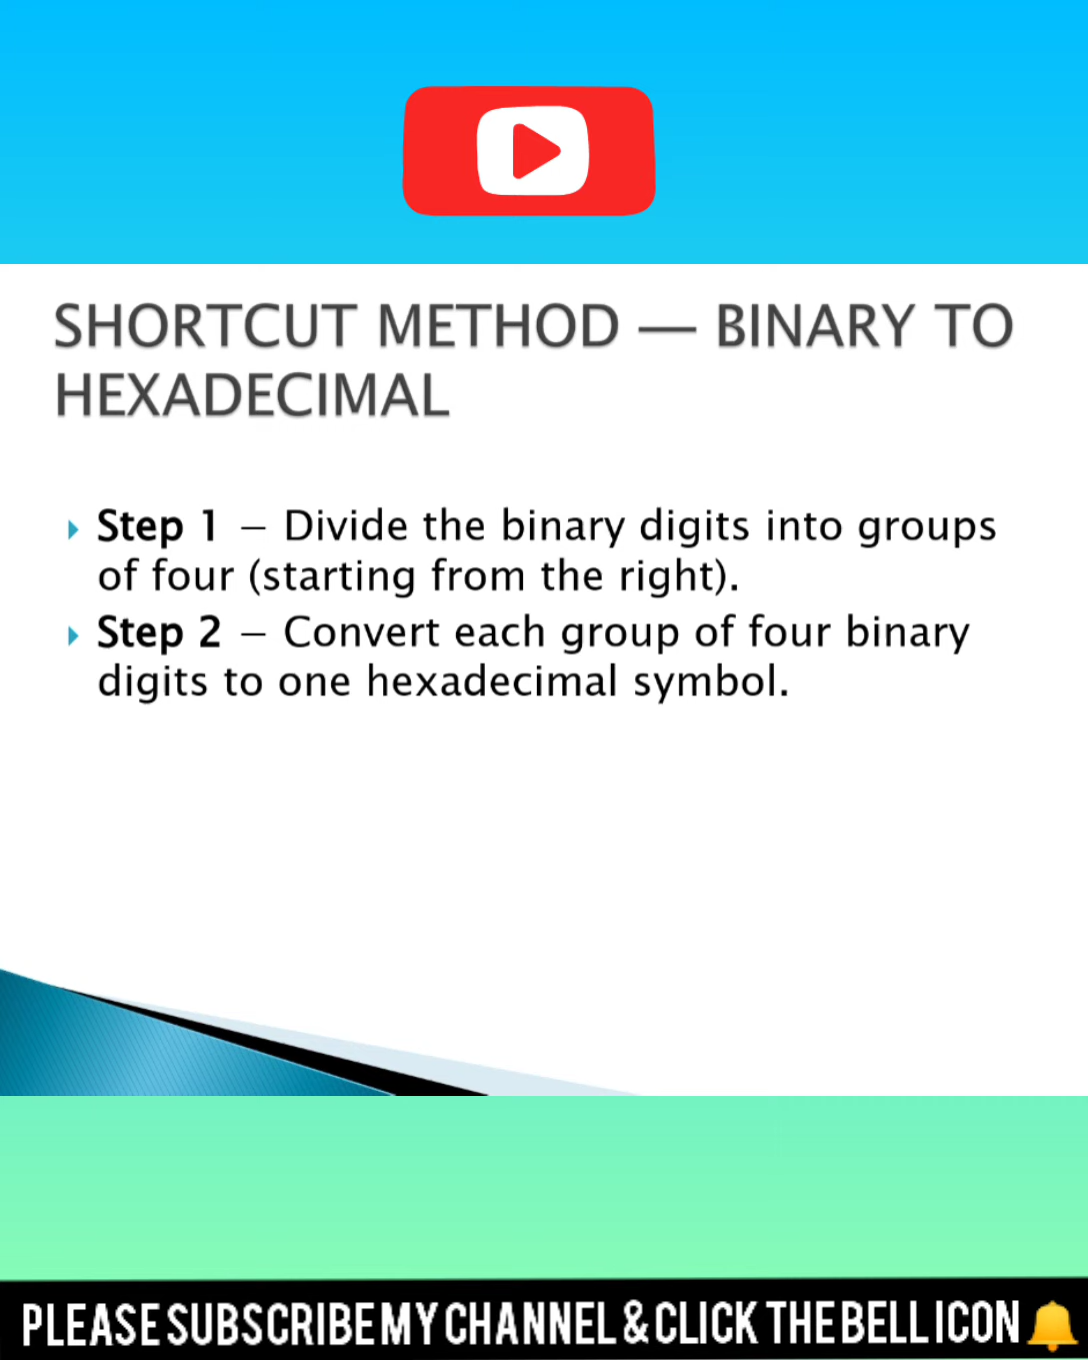 SHORTCUT METHOD — BINARY TO
HEXADECIMAL
Step 1 − Divide the binary digits into groups
of four (starting from the right).
Step 2 − Convert each group of four binary
digits to one hexadecimal symbol.
PLEASE SUBSCRIBE MY CHANNEL & CLICK THE BELL ICON 🔔